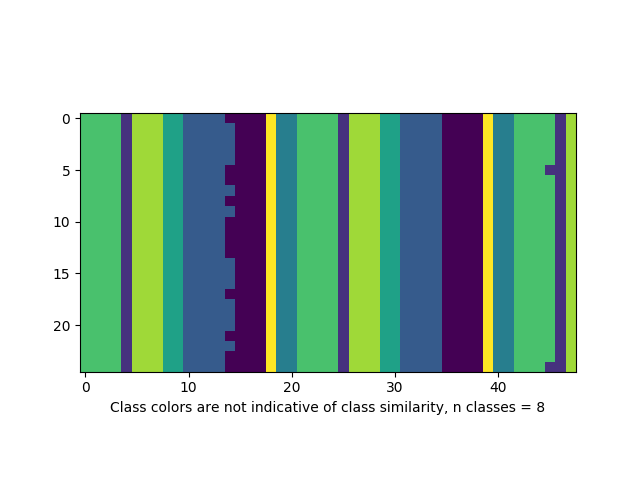 0
5
10
15
20
0 10 20 30 40
Class colors are not indicative of class similarity, n classes = 8